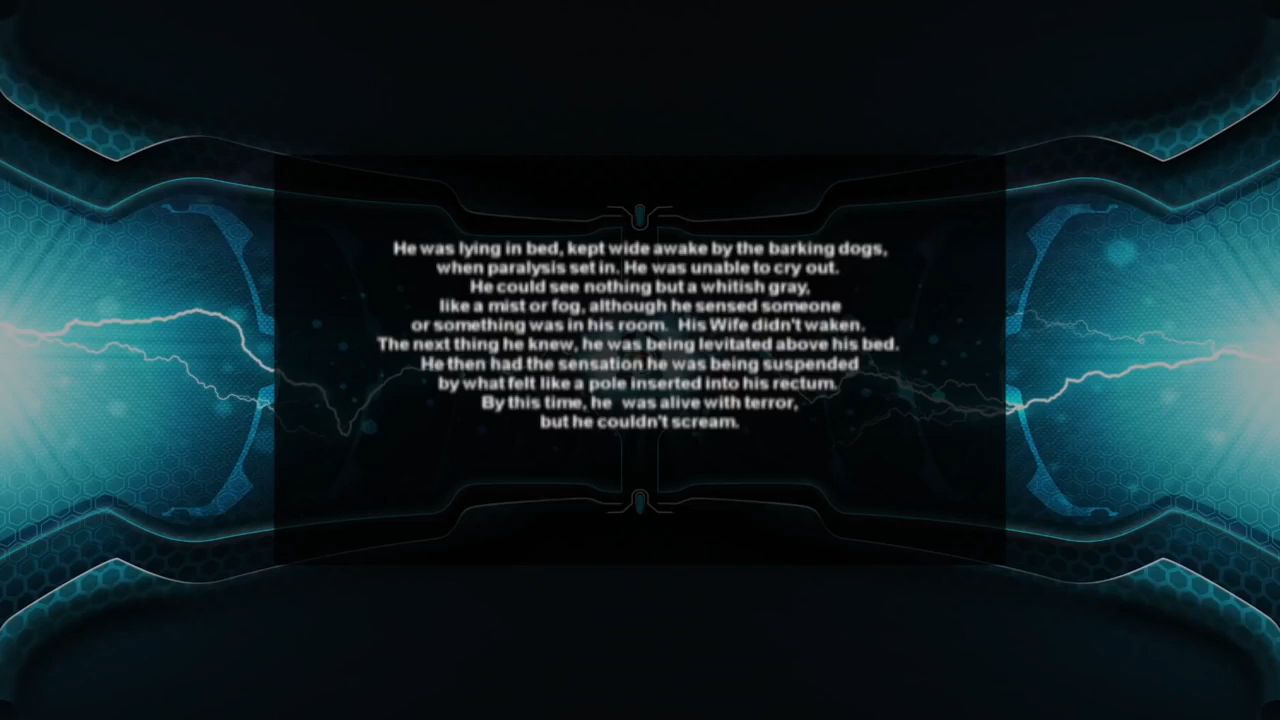 He was lying in bed, kept wide awake by the barking dogs,
when paralysis set in. He was unable to cry out.
He could see nothing but a whitish gray,
like a mist or fog, although he sensed someone
or something was in his room. His Wife didn't waken.
The next thing he knew, he was being levitated above his bed.
He then had the sensation he was being suspended
by what felt like a pole inserted into his rectum.
By this time, he was alive with terror,
but he couldn't scream.